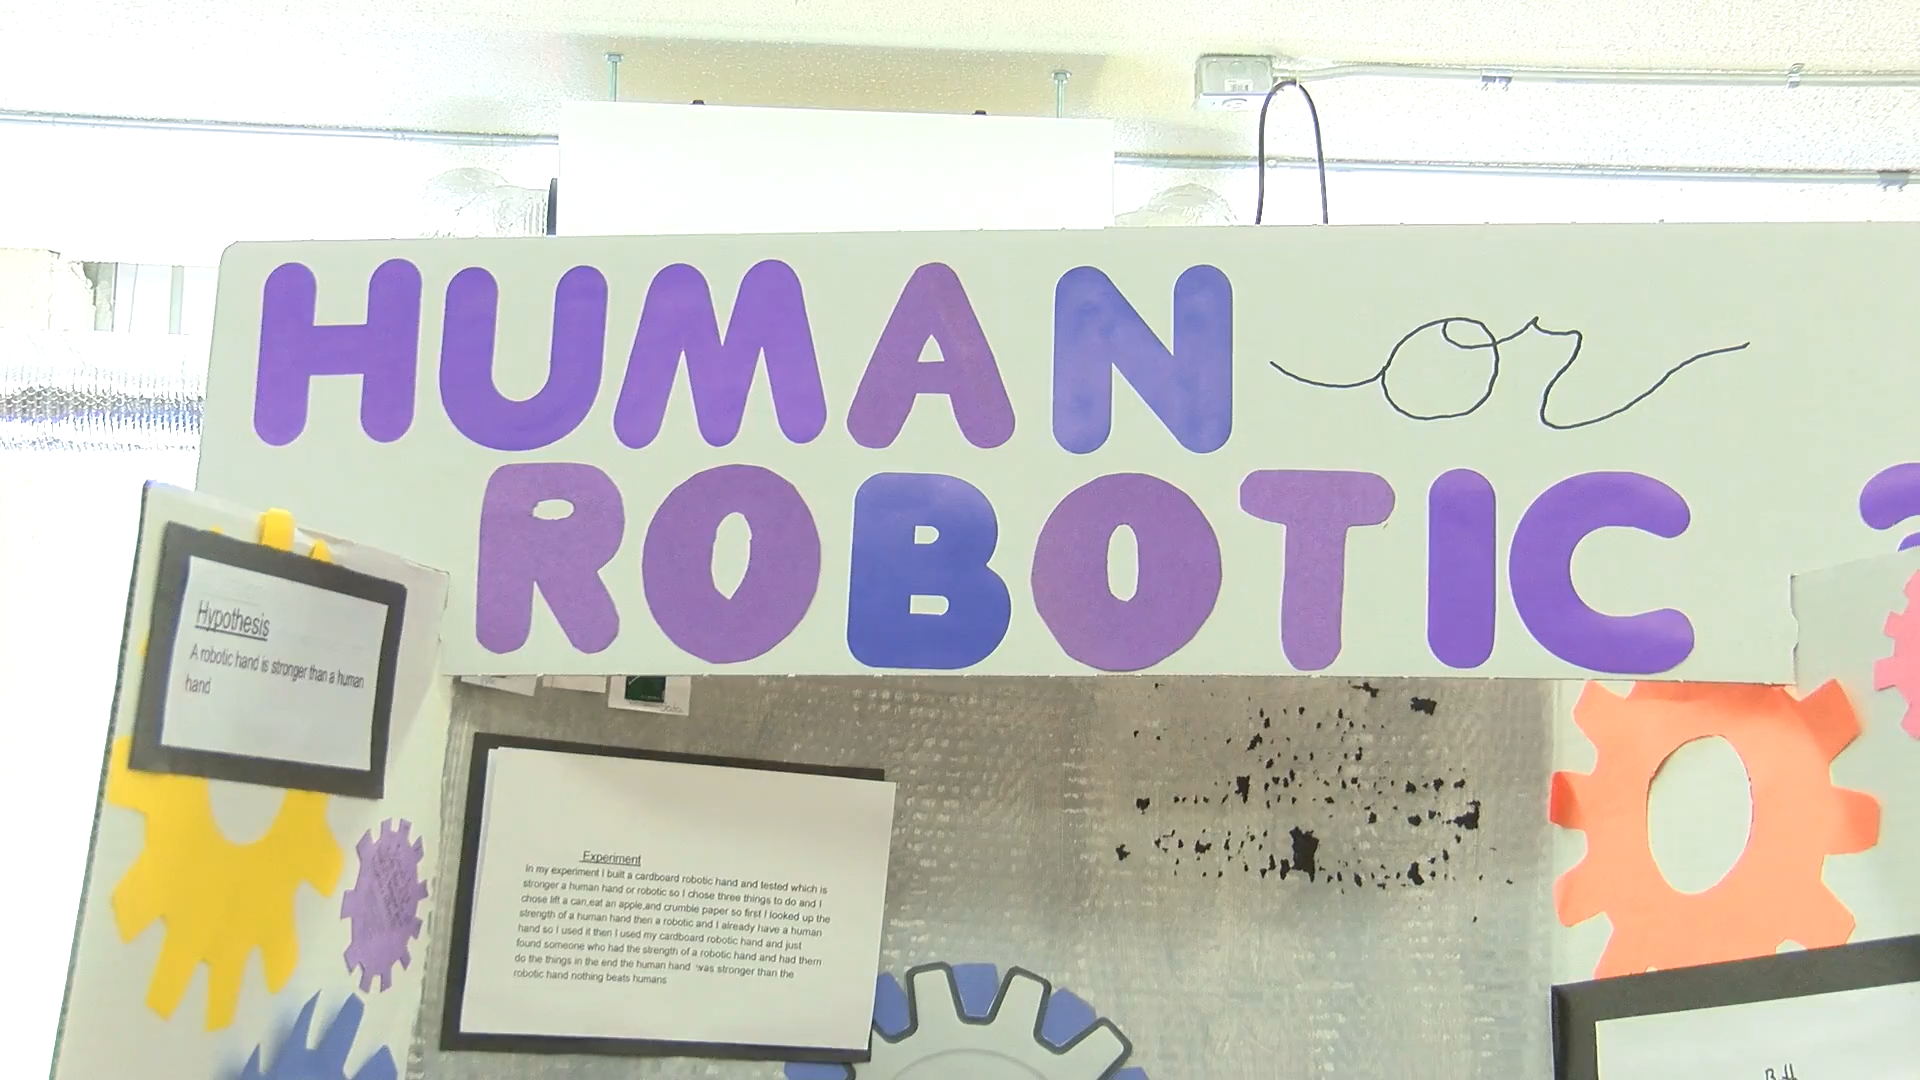 HUMAN or
ROBOTIC ?
Hypothesis
A robotic hand is stronger than a human
hand
Experiment
In my experiment i built a cardboard robotic hand and tested which is
stronger a human hand or robotic so I chose three things to do and I
chose lift a can,eat an apple,and crumble paper so first I looked up the
strength of a human hand then a robotic and I already have a human
hand so I used it then I used my cardboard robotic hand and just
found someone who had the strength of a robotic hand and had them
do the things in the end the human hand was stronger than the
robotic hand nothing beats humans